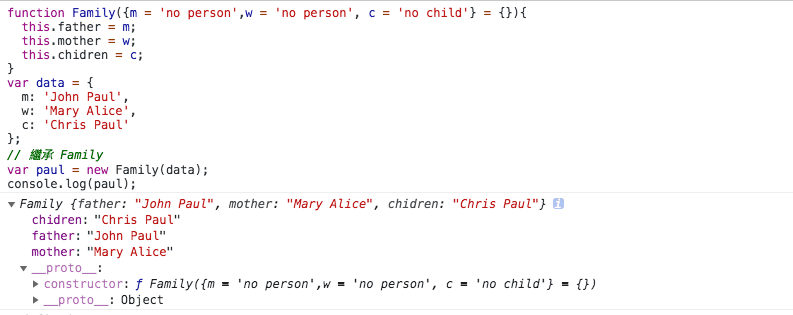 function Family({m = 'no person',w = 'no person', c = 'no child'} = {}){
this.father = m;
this.mother = w;
this.chidren = c;
}
var data = {
m: 'John Paul',
w: 'Mary Alice',
c: 'Chris Paul'
};
// 繼承 Family
var paul = new Family(data);
console.log(paul);
Family {father: "John Paul", mother: "Mary Alice", chidren: "Chris Paul"} i
chidren: "Chris Paul"
father: "John Paul"
mother: "Mary Alice"
__proto__:
constructor: ƒ Family({m = 'no person',w = 'no person', c = 'no child'} = {})
__proto__: Object